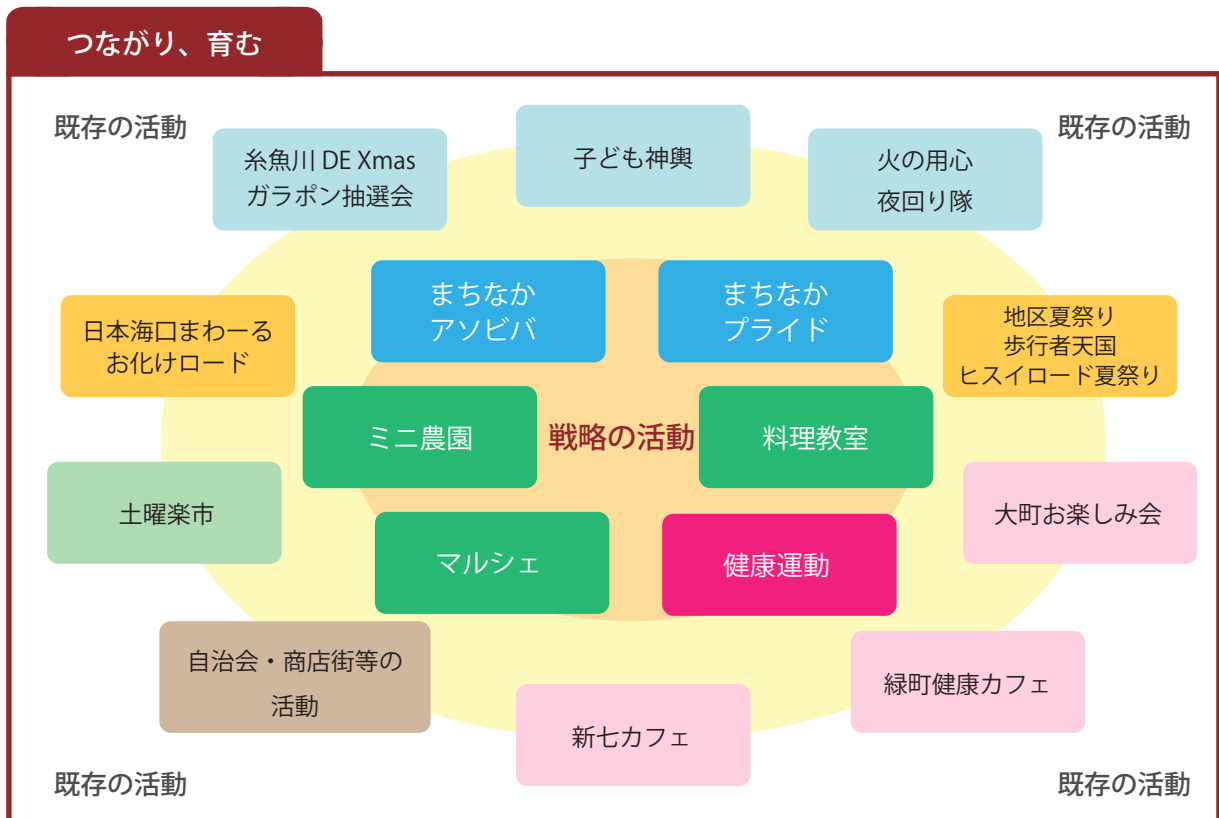 つながり、育む
既存の活動
既存の活動
糸魚川 DE Xmas
ガラポン抽選会
子ども神輿
火の用心
夜回り隊
まちなか
アソビバ
まちなか
プライド
日本海口まわーる
お化けロード
地区夏祭り
歩行者天国
ヒスイロード夏祭り
ミニ農園
戦略の活動
料理教室
土曜楽市
大町お楽しみ会
マルシェ
健康運動
自治会・商店街等の
活動
緑町健康カフェ
新七カフェ
既存の活動
既存の活動